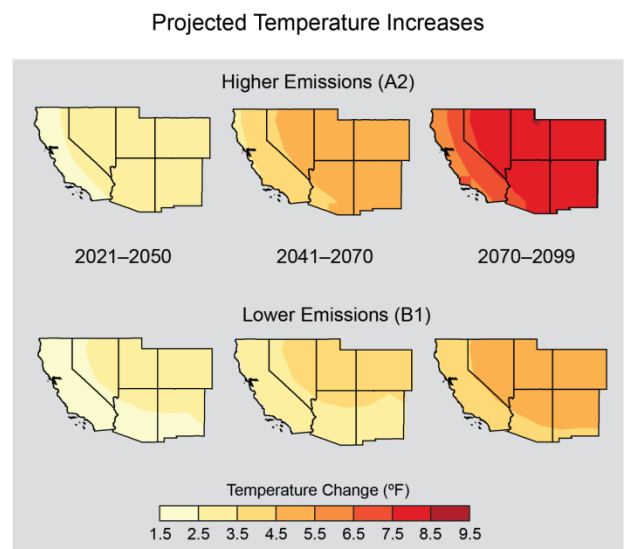 Projected Temperature Increases
Higher Emissions (A2)
2021–2050 2041–2070 2070–2099
Lower Emissions (B1)
Temperature Change (ºF)
1.5 2.5 3.5 4.5 5.5 6.5 7.5 8.5 9.5